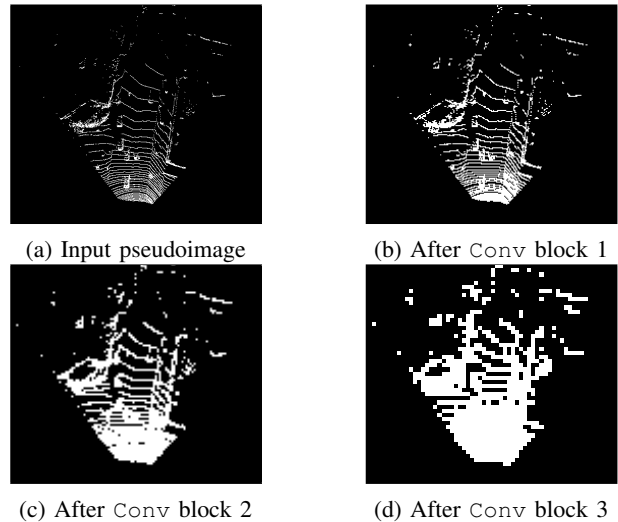 (a) Input pseudoimage
(b) After Conv block 1
(c) After Conv block 2
(d) After Conv block 3